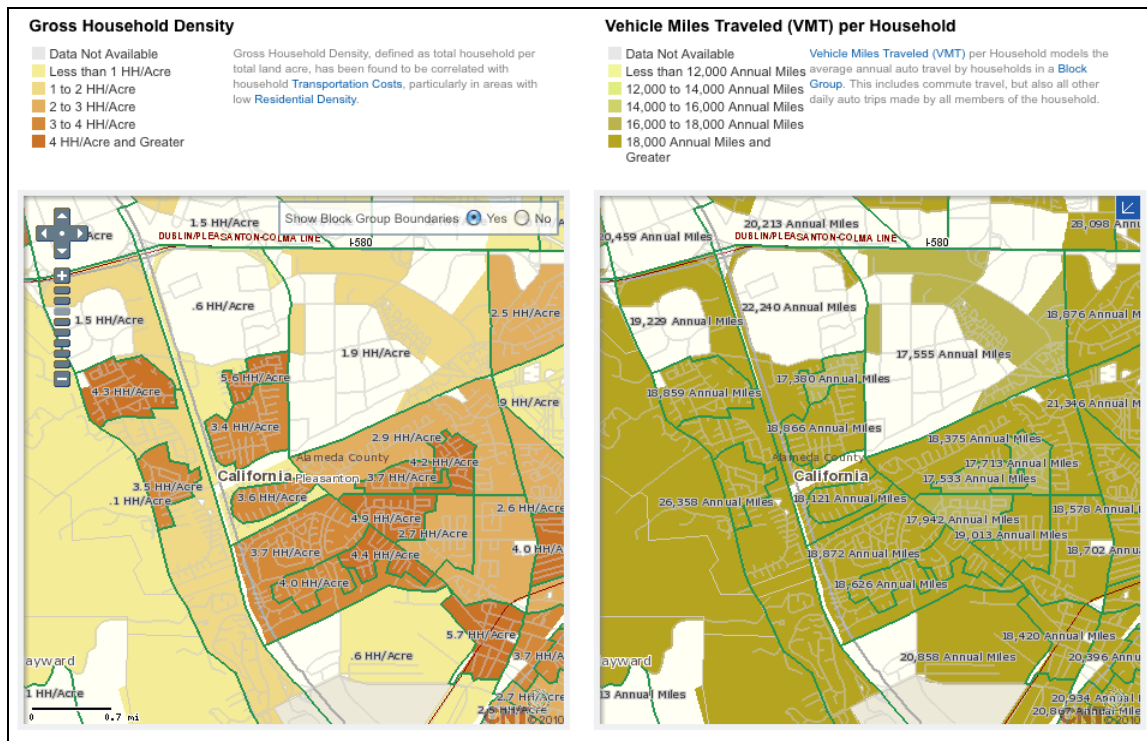 Gross Household Density
Data Not Available
Less than 1 HH/Acre
1 to 2 HH/Acre
2 to 3 HH/Acre
3 to 4 HH/Acre
4 HH/Acre and Greater
Gross Household Density, defined as total household per
total land acre, has been found to be correlated with
household Transportation Costs, particularly in areas with
low Residential Density.
Vehicle Miles Traveled (VMT) per Household
Data Not Available
Less than 12,000 Annual Miles
12,000 to 14,000 Annual Miles
14,000 to 16,000 Annual Miles
16,000 to 18,000 Annual Miles
18,000 Annual Miles and
Greater
Vehicle Miles Traveled (VMT) per Household models the
average annual auto travel by households in a Block
Group. This includes commute travel, but also all other
daily auto trips made by all members of the household.
1.5 HH/Acre
Show Block Group Boundaries Yes No
Acre
DUBLIN/PLEASANTON-COLMA LINE
I-580
.6 HH/Acre
1.5 HH/Acre
2.5 HH/Acre
1.9 HH/Acre
5.6 HH/Acre
4.3 HH/Acre
.9 HH/Acre
3.4 HH/Acre
2.9 HH/Acre
Alameda County
4.2 HH/Acre
California
Pleasanton
3.7 HH/Acre
3.5 HH/Acre
.1 HH/Acre
3.6 HH/Acre
2.6 HH/Acre
4.9 HH/Acre
2.7 HH/Acre
3.7 HH/Acre
4.4 HH/Acre
4.0 HH/A
4.0 HH/Acre
5.7 HH/Acre
.6 HH/Acre
3.7 HH/Acre
ayward
1 HH/Acre
2.7 HH/Acre
0 0.7 mi
CNT
© 2010
20,213 Annual Miles
28,098 Ann
20,459 Annual Miles
DUBLIN/PLEASANTON-COLMA LINE
I-580
22,240 Annual Miles
19,229 Annual Miles
18,876 Annual Miles
17,555 Annual Miles
17,380 Annual Miles
18,859 Annual Miles
21,346 Annual Miles
18,866 Annual Miles
18,375 Annual Miles
Alameda County
17,713 Annual Miles
California
17,533 Annual Miles
26,358 Annual Miles
18,121 Annual Miles
18,578 Annual Miles
17,942 Annual Miles
19,013 Annual Miles
18,872 Annual Miles
18,702 Annual
18,626 Annual Miles
18,420 Annual Miles
20,858 Annual Miles
20,396 Annual
ayward
13 Annual Miles
20,934 Annual Miles
Annual Miles
CNT
© 2010